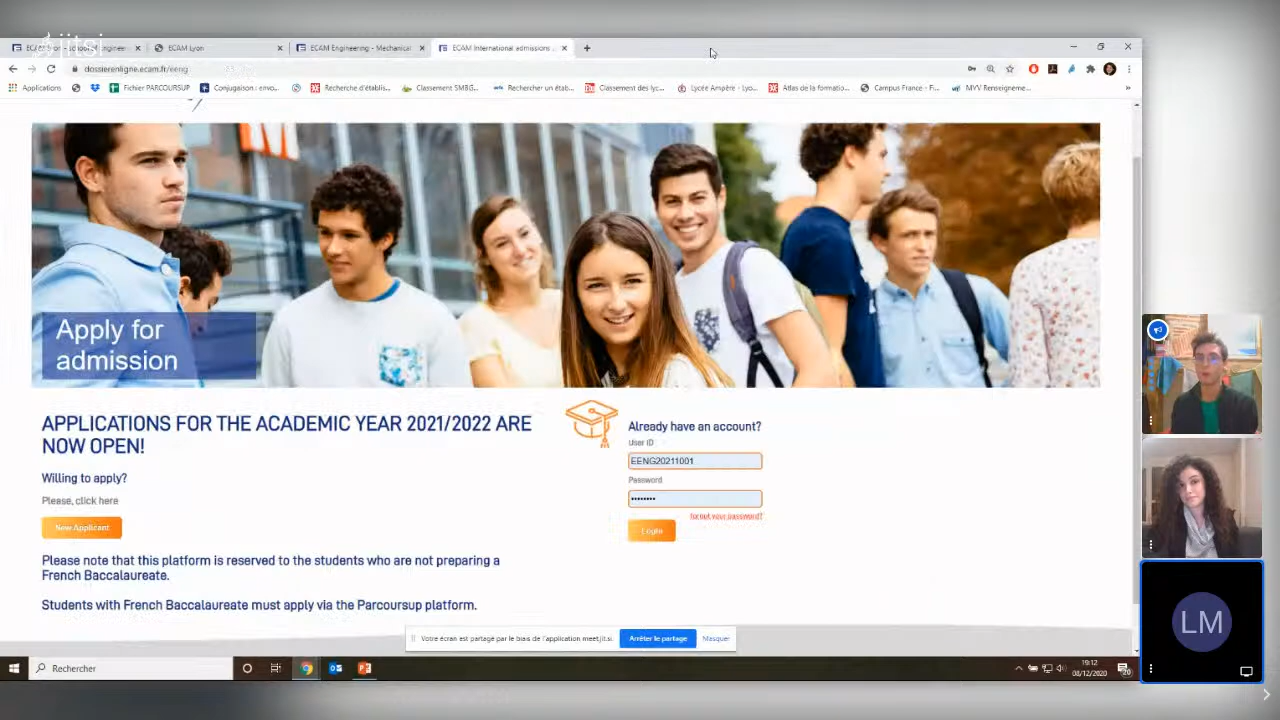 jitsi
ECAM Lyon
ECAM Engineering - Mechanical
ECAM International admissions
dossierenligne.ecam.fr/eeng
Applications
Fichier PARCOURSUP
Conjugaison : envo...
Recherche d'établis...
Classement SMBG...
Rechercher un étab...
Classement des lyc...
Lycée Ampère - Lyo...
Atlas de la formatio...
Campus France - F...
MVV Renseigneme...
Apply for
admission
APPLICATIONS FOR THE ACADEMIC YEAR 2021/2022 ARE
NOW OPEN!
Willing to apply?
Please, click here
New Applicant
Please note that this platform is reserved to the students who are not preparing a
French Baccalaureate.
Students with French Baccalaureate must apply via the Parcoursup platform.
Already have an account?
User ID
EENG20211001
Password
••••••••
forgot your password?
Login
Votre écran est partagé par le biais de l'application meet.jit.si.
Arrêter le partage
Masquer
Rechercher
19:12
08/12/2020
20
LM